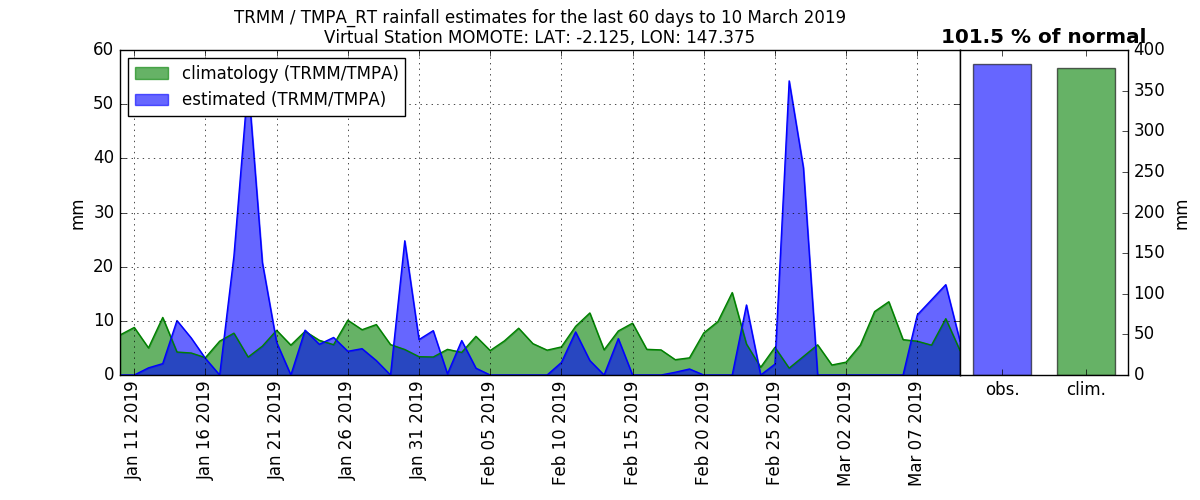 TRMM / TMPA_RT rainfall estimates for the last 60 days to 10 March 2019
Virtual Station MOMOTE: LAT: -2.125, LON: 147.375
101.5 % of normal
climatology (TRMM/TMPA)
estimated (TRMM/TMPA)
60
50
40
30
20
10
0
mm
Jan 11 2019
Jan 16 2019
Jan 21 2019
Jan 26 2019
Jan 31 2019
Feb 05 2019
Feb 10 2019
Feb 15 2019
Feb 20 2019
Feb 25 2019
Mar 02 2019
Mar 07 2019
obs.
clim.
400
350
300
250
200
150
100
50
0
mm